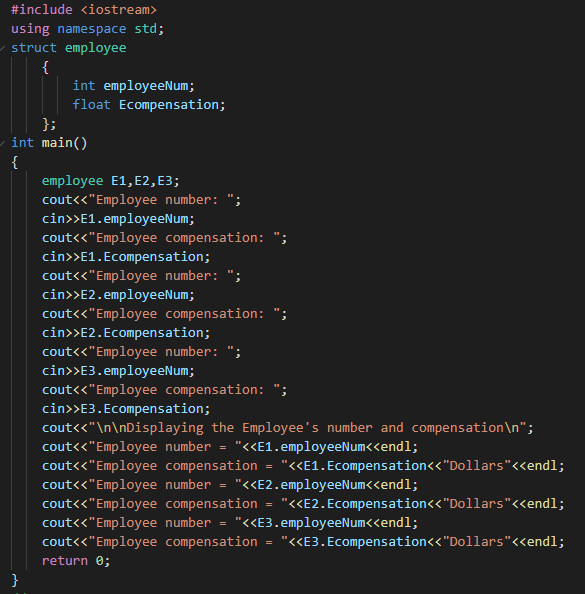 #include <iostream>
using namespace std;
struct employee
{
int employeeNum;
float Ecompensation;
};
int main()
{
employee E1,E2,E3;
cout<<"Employee number: ";
cin>>E1.employeeNum;
cout<<"Employee compensation: ";
cin>>E1.Ecompensation;
cout<<"Employee number: ";
cin>>E2.employeeNum;
cout<<"Employee compensation: ";
cin>>E2.Ecompensation;
cout<<"Employee number: ";
cin>>E3.employeeNum;
cout<<"Employee compensation: ";
cin>>E3.Ecompensation;
cout<<"\n\nDisplaying the Employee's number and compensation\n";
cout<<"Employee number = "<<E1.employeeNum<<endl;
cout<<"Employee compensation = "<<E1.Ecompensation<<"Dollars"<<endl;
cout<<"Employee number = "<<E2.employeeNum<<endl;
cout<<"Employee compensation = "<<E2.Ecompensation<<"Dollars"<<endl;
cout<<"Employee number = "<<E3.employeeNum<<endl;
cout<<"Employee compensation = "<<E3.Ecompensation<<"Dollars"<<endl;
return 0;
}